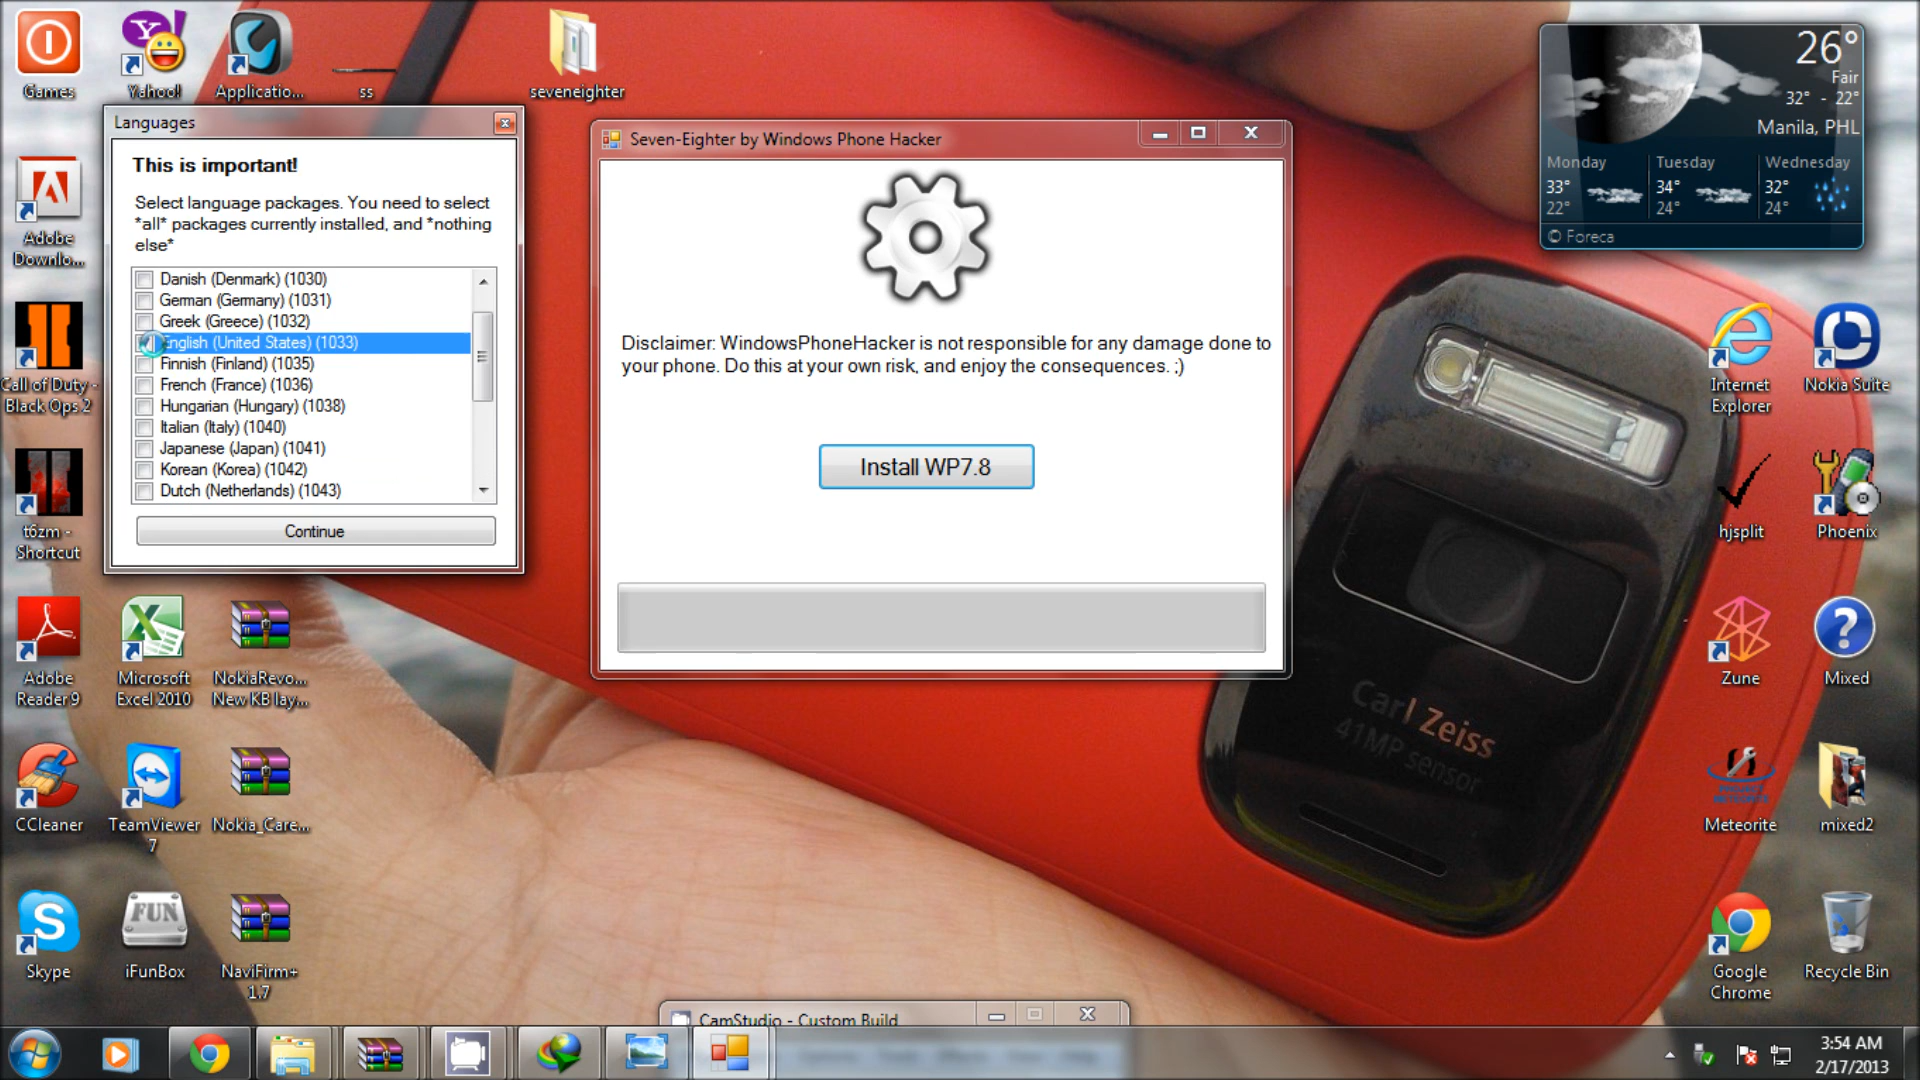 Games
Yahoo!
Applicatio...
ss
seveneighter
26°
Fair
32° - 22°
Manila, PHL
Monday
Tuesday
Wednesday
33°
22°
34°
24°
32°
24°
© Foreca
Languages
This is important!
Select language packages. You need to select
*all* packages currently installed, and *nothing
else*
Danish (Denmark) (1030)
German (Germany) (1031)
Greek (Greece) (1032)
English (United States) (1033)
Finnish (Finland) (1035)
French (France) (1036)
Hungarian (Hungary) (1038)
Italian (Italy) (1040)
Japanese (Japan) (1041)
Korean (Korea) (1042)
Dutch (Netherlands) (1043)
Continue
Seven-Eighter by Windows Phone Hacker
Disclaimer: WindowsPhoneHacker is not responsible for any damage done to
your phone. Do this at your own risk, and enjoy the consequences. ;)
Install WP7.8
Adobe
Downlo...
Call of Duty -
Black Ops 2
t6zm -
Shortcut
Adobe
Reader 9
Microsoft
Excel 2010
NokiaRevo...
New KB lay...
CCleaner
TeamViewer
7
Nokia_Care...
Skype
FUN
iFunBox
NaviFirm+
1.7
Internet
Explorer
Nokia Suite
hjsplit
Phoenix
Zune
Mixed
Meteorite
mixed2
Google
Chrome
Recycle Bin
Carl Zeiss
41MP sensor
CamStudio - Custom Build
3:54 AM
2/17/2013